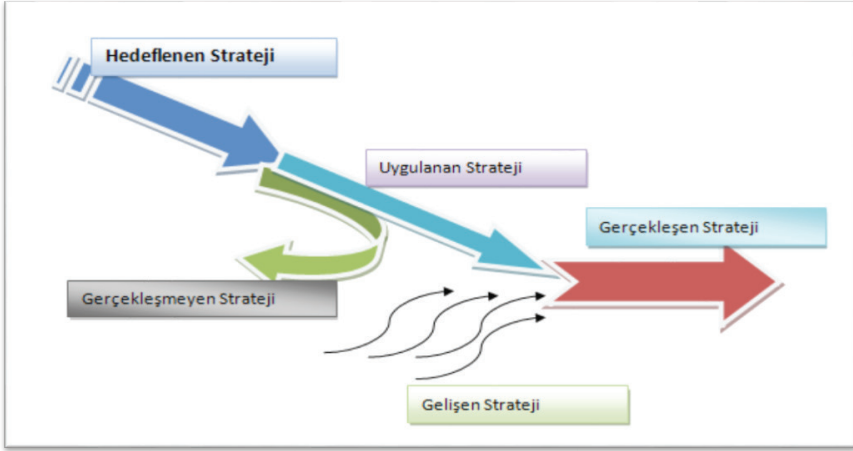 Hedeflenen Strateji
Uygulanan Strateji
Gerçekleşen Strateji
Gerçekleşmeyen Strateji
Gelişen Strateji